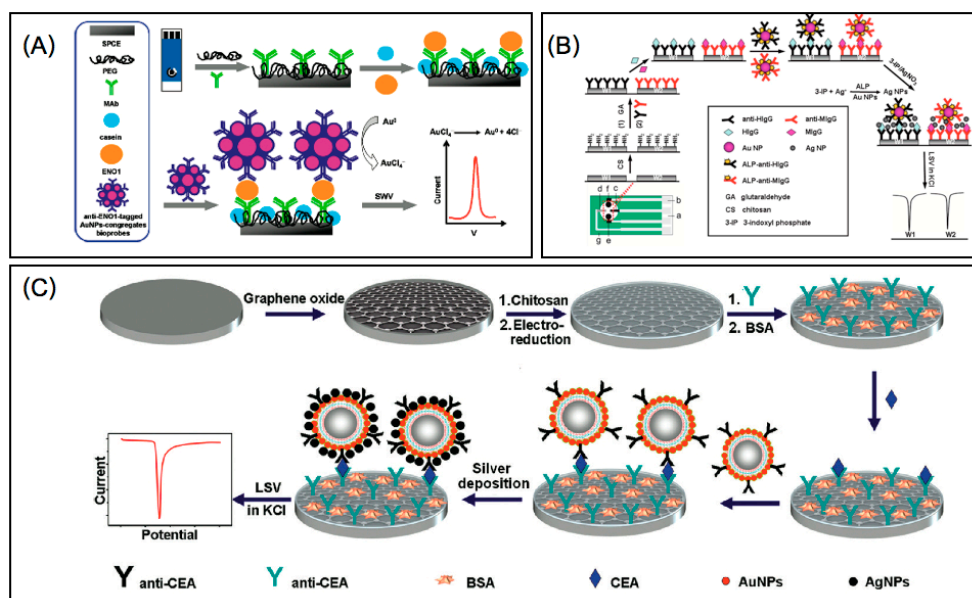 (A)
SPCE
PEG
MAb
casein
ENO1
anti-ENO1-tagged
AuNPs-congregates
bioprobes
Au⁰
AuCl₄⁻
AuCl₄⁻ → Au⁰ + 4Cl⁻
SWV
Current
V
(B)
3-IP/AgNO₃
3-IP + Ag⁺
ALP
Au NPs
Ag NPs
GA
(1)
(2)
CS
d f c
b
a
g e
anti-HIgG
anti-MIgG
HIgG
MIgG
Au NP
Ag NP
ALP-anti-HIgG
ALP-anti-MIgG
GA glutaraldehyde
CS chitosan
3-IP 3-indoxyl phosphate
LSV in KCl
W1
W2
(C)
Graphene oxide
1. Chitosan
2. Electro-
reduction
1.
2. BSA
Silver
deposition
LSV
in KCl
Current
Potential
anti-CEA
anti-CEA
BSA
CEA
AuNPs
AgNPs